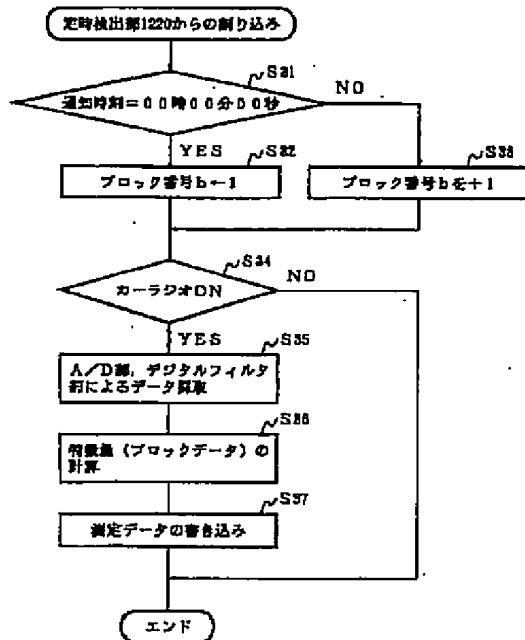 定時検出部1220からの割り込み
S31
通知時刻=00時00分00秒
NO
YES
S32
S33
ブロック番号b←1
ブロック番号bを+1
S34
カーラジオON
NO
YES
S35
A/D部，デジタルフィルタ
部によるデータ採取
S36
特徴量（ブロックデータ）の
計算
S37
測定データの書き込み
エンド